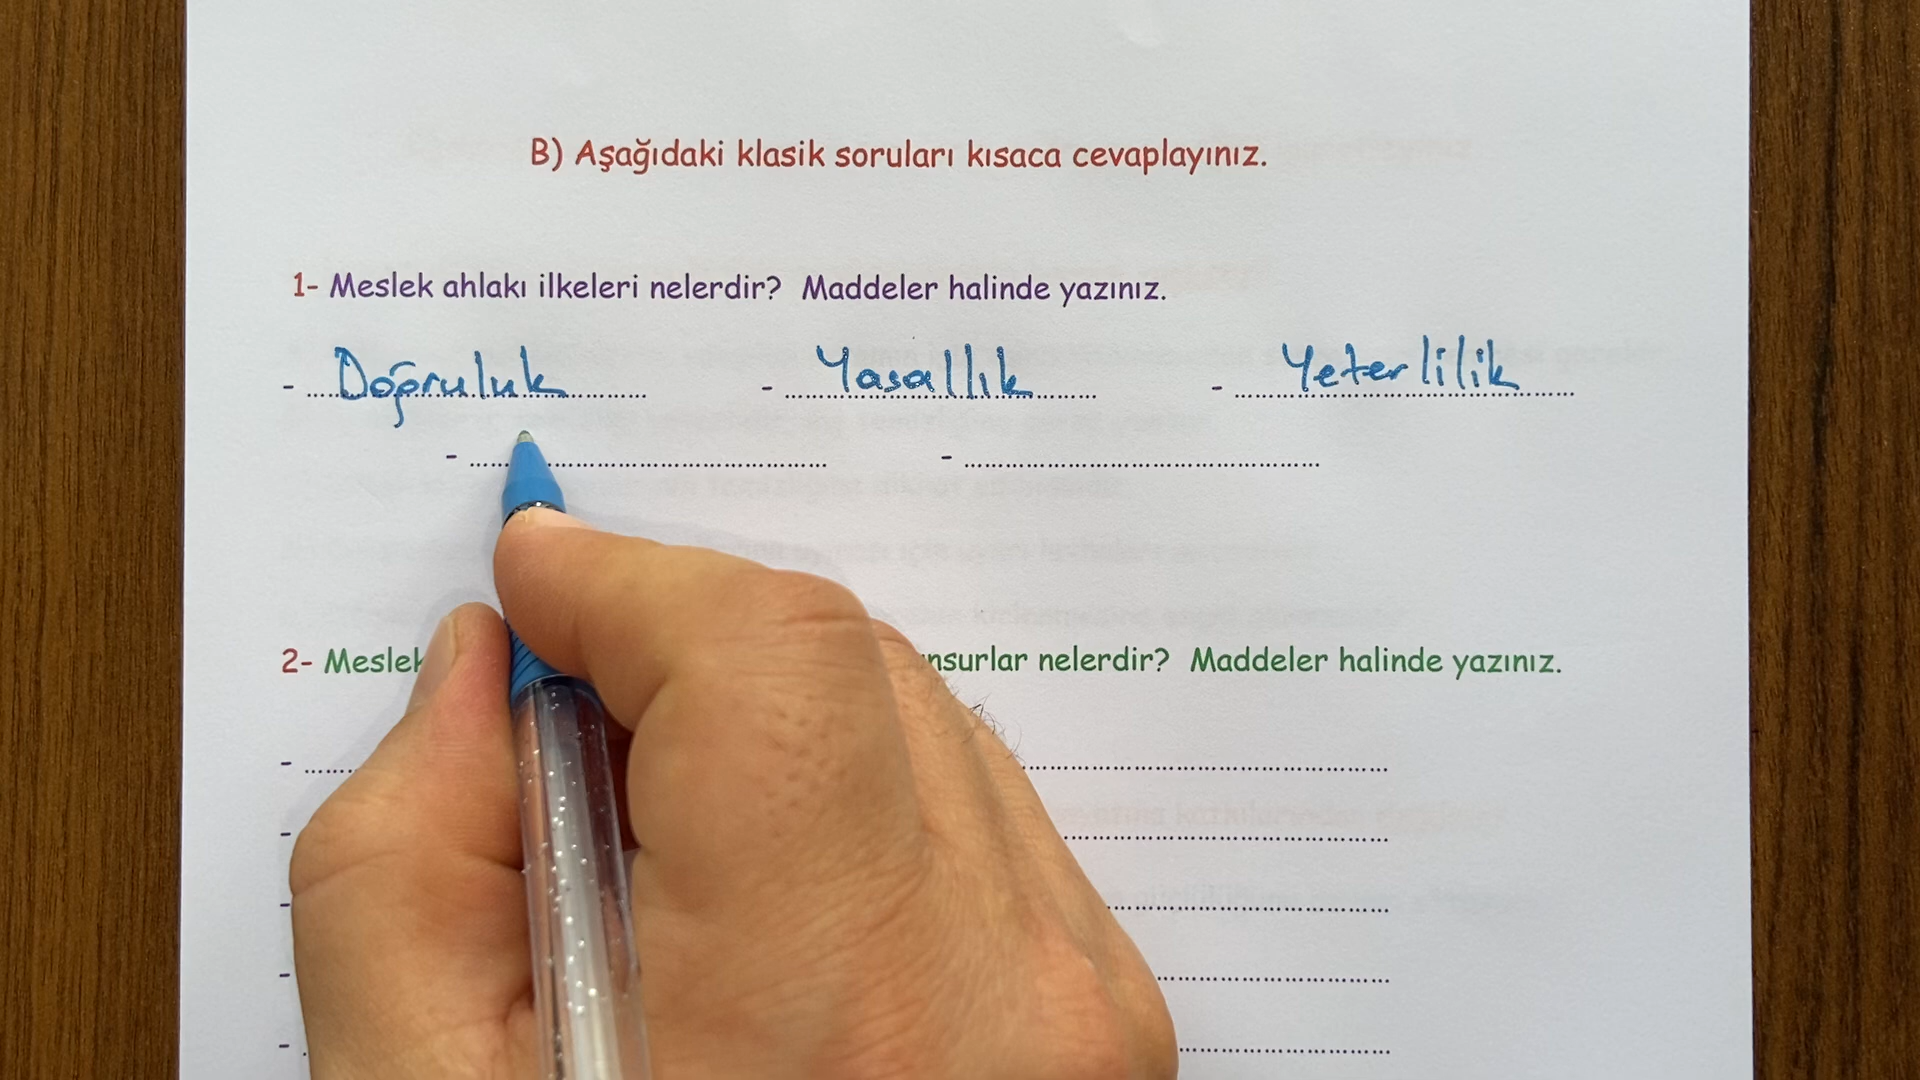 B) Aşağıdaki klasik soruları kısaca cevaplayınız.
1- Meslek ahlakı ilkeleri nelerdir? Maddeler halinde yazınız.
- Doğruluk - Yasallık - Yeterlilik
- -
2- Meslek nsurlar nelerdir? Maddeler halinde yazınız.
-
-
-
-
-